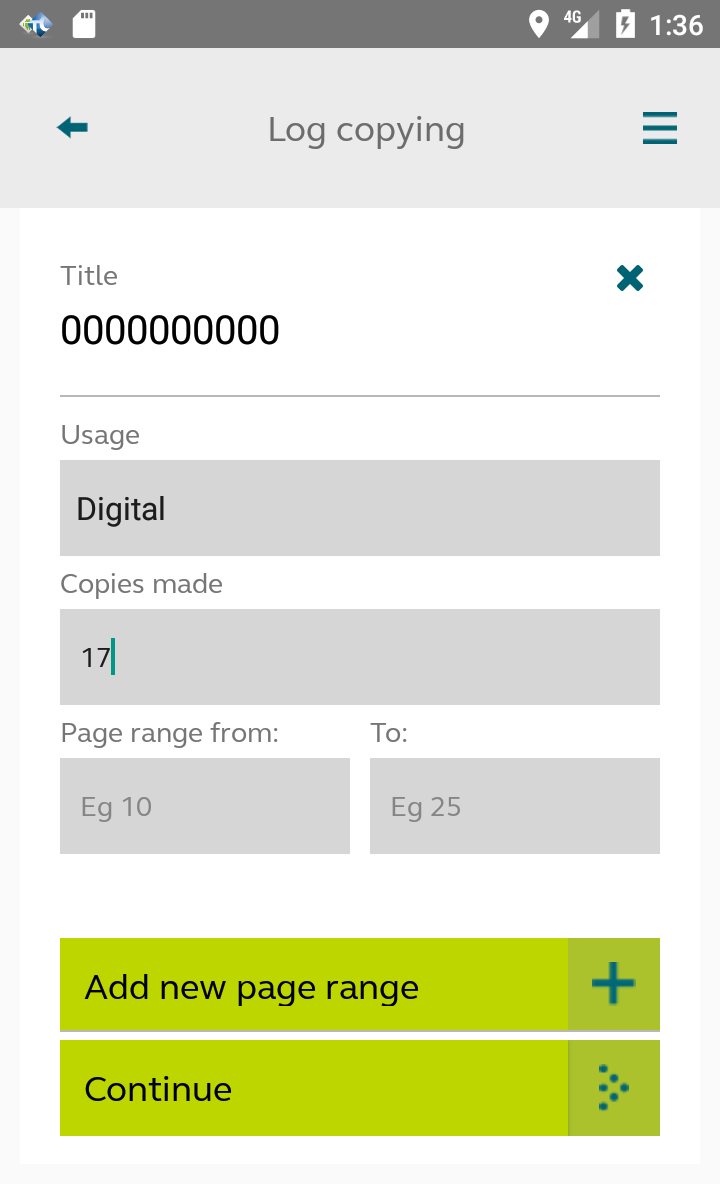 4G 1:36
Log copying
Title
0000000000
Usage
Digital
Copies made
17
Page range from: To:
Eg 10 Eg 25
Add new page range
Continue